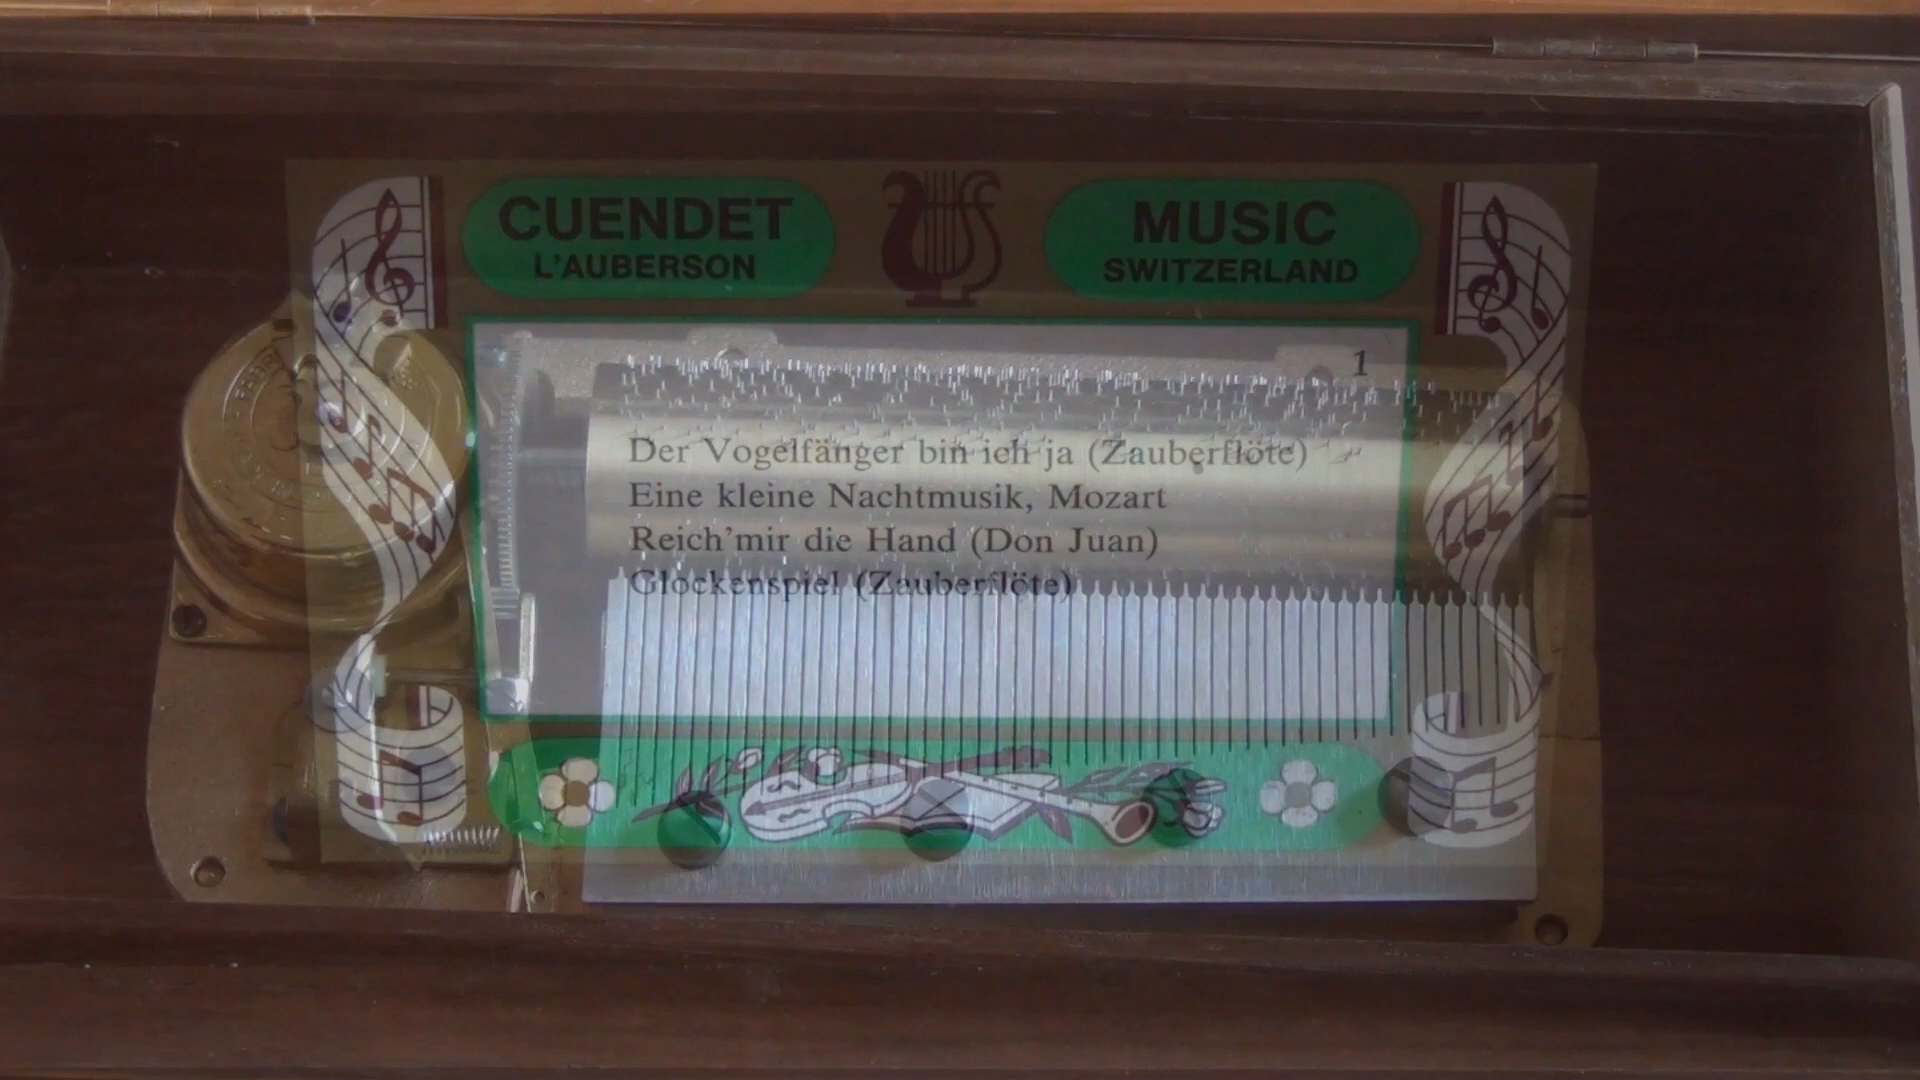 CUENDET
L'AUBERSON
MUSIC
SWITZERLAND
1
Der Vogelfänger bin ich ja (Zauberflöte)
Eine kleine Nachtmusik, Mozart
Reich'mir die Hand (Don Juan)
Glockenspiel (Zauberflöte)